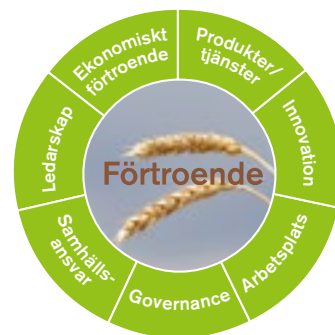 Ekonomiskt
förtroende
Produkter/
tjänster
Innovation
Arbetsplats
Governance
Samhälls-
ansvar
Ledarskap
Förtroende